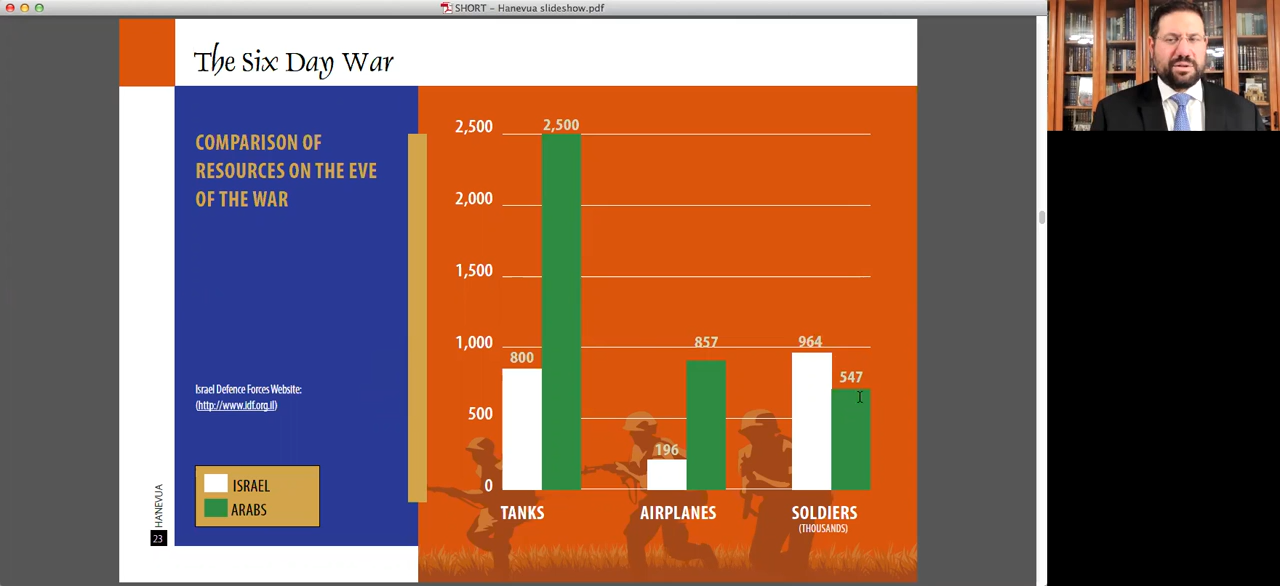 SHORT - Hanevua slideshow.pdf
The Six Day War
COMPARISON OF
RESOURCES ON THE EVE
OF THE WAR
Israel Defence Forces Website:
(http://www.idf.org.il)
ISRAEL
ARABS
HANEVUA
23
2,500
2,000
1,500
1,000
500
0
800
2,500
196
857
964
547
TANKS
AIRPLANES
SOLDIERS
(THOUSANDS)